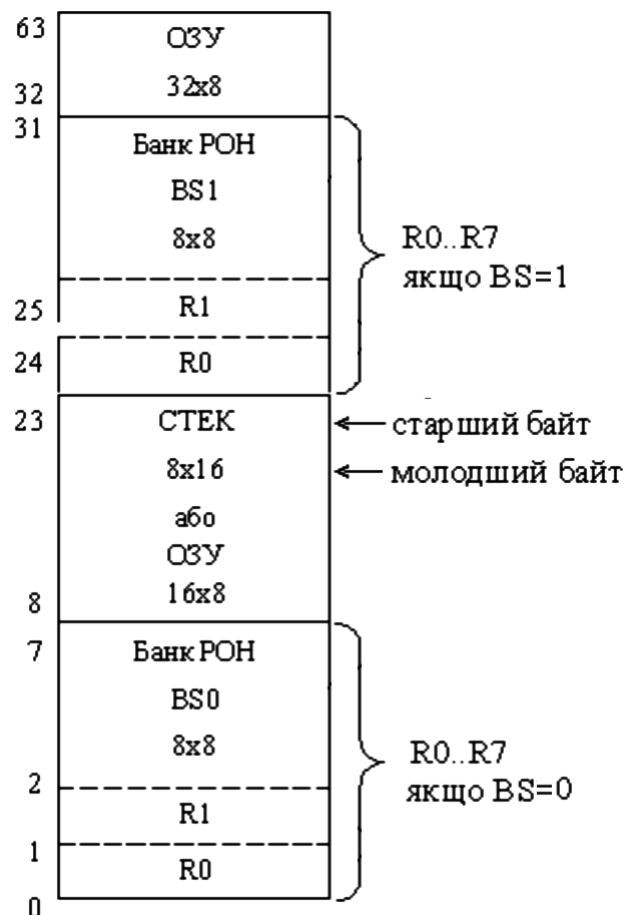 63
ОЗУ
32х8
32
31
Банк РОН
BS1
8х8
R0..R7
якщо BS=1
25
R1
24
R0
23
СТЕК
старший байт
8х16
молодший байт
або
ОЗУ
16х8
8
7
Банк РОН
BS0
8х8
R0..R7
якщо BS=0
2
R1
1
R0
0